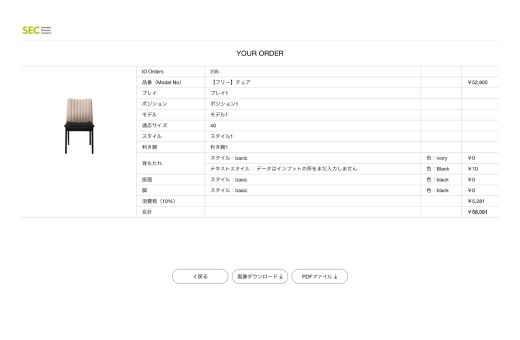 SEC
YOUR ORDER
ID Orders 235
品番（Model No） 【フリー】チェア ¥52,800
プレイ プレイ1
ポジション ポジション1
モデル モデル1
適応サイズ 40
スタイル スタイル1
利き腕 利き腕1
背もたれ スタイル：bacic 色：ivory ¥0
テキストスタイル ：データはインプットの所をまだ入力しません 色：Black ¥10
座面 スタイル：basic 色：black ¥0
脚 スタイル：basic 色：black ¥0
消費税（10%） ¥5,281
合計 ¥58,091
< 戻る 画像ダウンロード PDFファイル